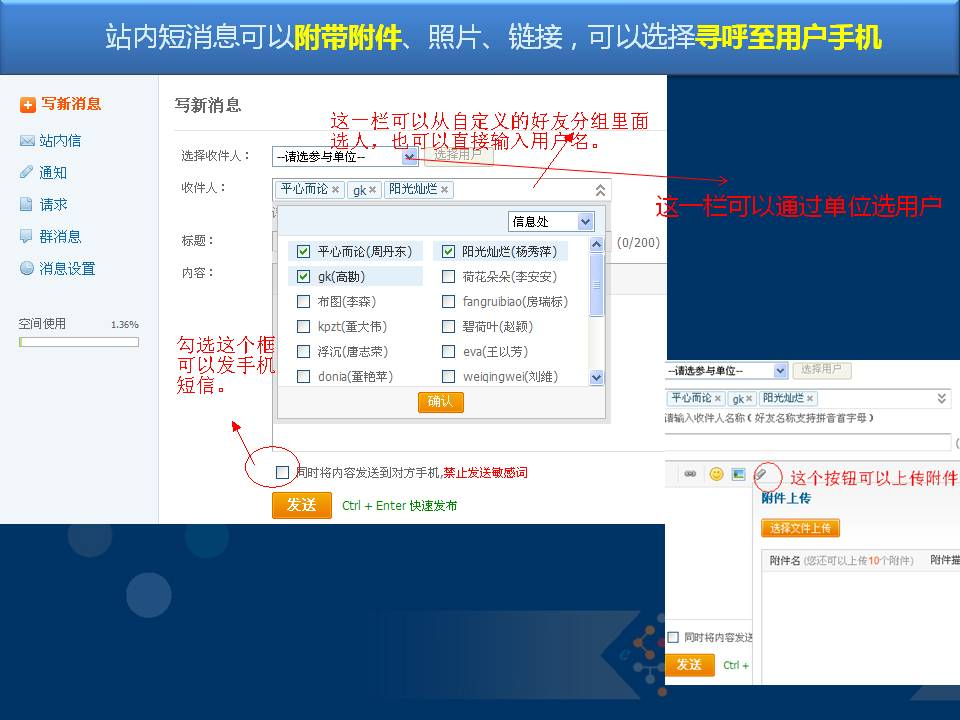 站内短消息可以附带附件、照片、链接，可以选择寻呼至用户手机
写新消息
站内信
通知
请求
群消息
消息设置
空间使用 1.36%
写新消息
这一栏可以从自定义的好友分组里面
选人，也可以直接输入用户名。
选择收件人： --请选参与单位-- 选择用户
这一栏可以通过单位选用户
收件人： 平心而论× gk× 阳光灿烂×
信息处
标题： (0/200)
平心而论(周丹东) 阳光灿烂(杨秀萍)
内容：
gk(高勘) 荷花朵朵(李安安)
布图(李森) fangruibiao(房瑞标)
kpzt(董大伟) 碧荷叶(赵颖)
浮沉(唐志荣) eva(王以芳)
donia(董艳苹) weiqingwei(刘维)
确认
勾选这个框
可以发手机
短信。
同时将内容发送到对方手机,禁止发送敏感词
发送 Ctrl + Enter 快速发布
--请选参与单位-- 选择用户
平心而论× gk× 阳光灿烂×
请输入收件人名称（好友名称支持拼音首字母）
这个按钮可以上传附件
附件上传
选择文件上传
附件名 (您还可以上传10个附件) 附件描
同时将内容发送
发送 Ctrl +